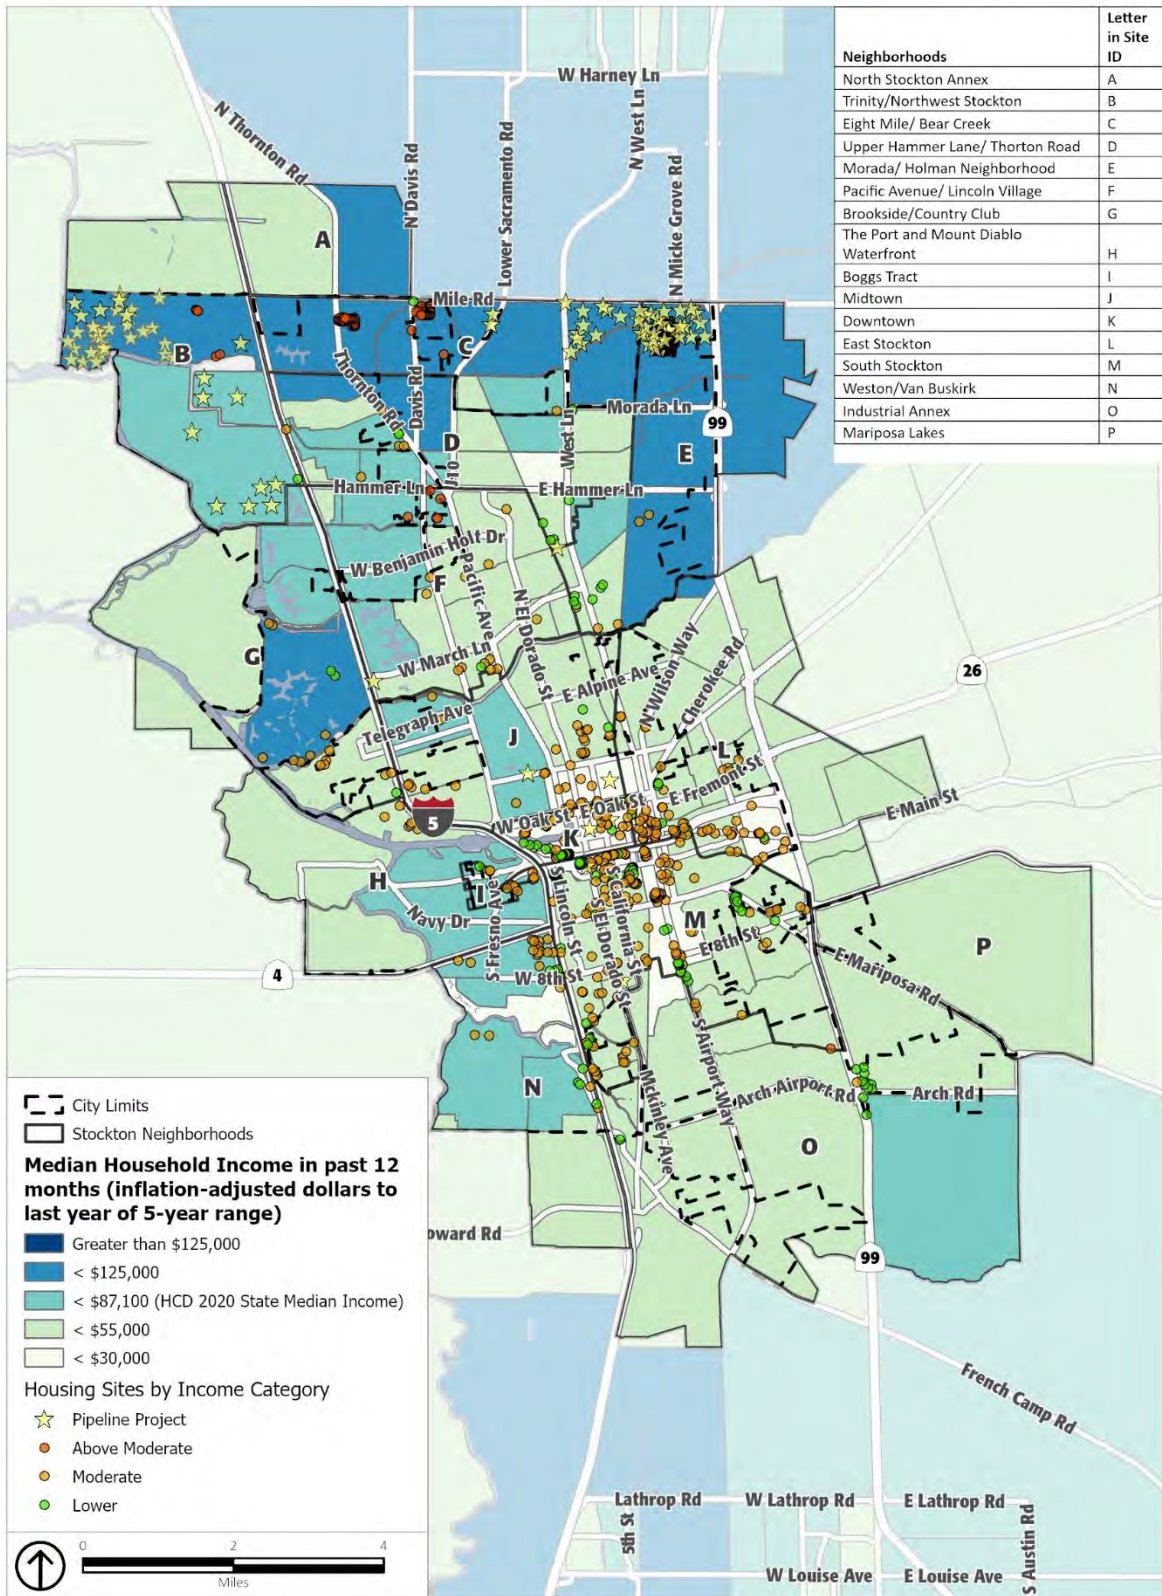 Neighborhoods
Letter
in Site
ID
North Stockton Annex A
Trinity/Northwest Stockton B
Eight Mile/ Bear Creek C
Upper Hammer Lane/ Thorton Road D
Morada/ Holman Neighborhood E
Pacific Avenue/ Lincoln Village F
Brookside/Country Club G
The Port and Mount Diablo
Waterfront H
Boggs Tract I
Midtown J
Downtown K
East Stockton L
South Stockton M
Weston/Van Buskirk N
Industrial Annex O
Mariposa Lakes P
W Harney Ln
N Thornton Rd
N Davis Rd
Lower Sacramento Rd
N West Ln
N Micke Grove Rd
A
Mile Rd
B
C
Thornton Rd
Davis Rd
West Ln
Morada Ln
99
D
E
J 10
Hammer Ln
E Hammer Ln
W Benjamin Holt Dr
F
Pacific Ave
N El Dorado St
N Wilson Way
Cherokee Rd
G
W March Ln
E Alpine Ave
26
Telegraph Ave
J
L
E Fremont St
E Main St
5
W Oak St
E Oak St
K
H
I
S Fresno Ave
Navy Dr
S Lincoln St
S California St
S El Dorado St
M
E 8th St
P
E Mariposa Rd
4
W 8th St
N
Mckinley Ave
S Airport Way
Arch Airport Rd
Arch Rd
O
oward Rd
99
French Camp Rd
Lathrop Rd
W Lathrop Rd
E Lathrop Rd
5th St
S Austin Rd
W Louise Ave
E Louise Ave
City Limits
Stockton Neighborhoods
Median Household Income in past 12
months (inflation-adjusted dollars to
last year of 5-year range)
Greater than $125,000
< $125,000
< $87,100 (HCD 2020 State Median Income)
< $55,000
< $30,000
Housing Sites by Income Category
Pipeline Project
Above Moderate
Moderate
Lower
0 2 4
Miles